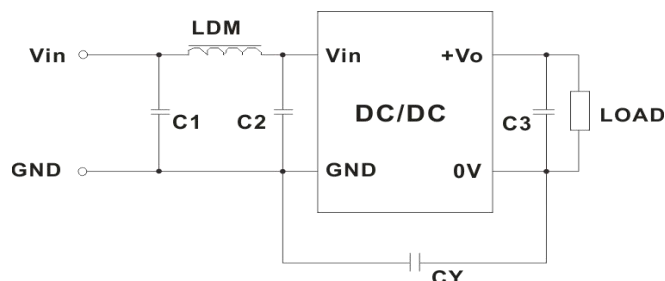 LDM
Vin
Vin
+Vo
C1
C2
DC/DC
C3
LOAD
GND
GND
0V
CY